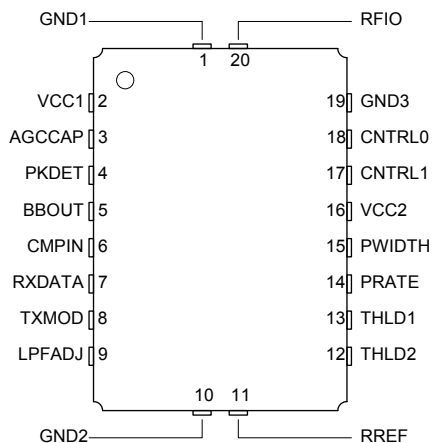 GND1 RFIO
1 20
VCC1 2 19 GND3
AGCCAP 3 18 CNTRL0
PKDET 4 17 CNTRL1
BBOUT 5 16 VCC2
CMPIN 6 15 PWIDTH
RXDATA 7 14 PRATE
TXMOD 8 13 THLD1
LPFADJ 9 12 THLD2
10 11
GND2 RREF